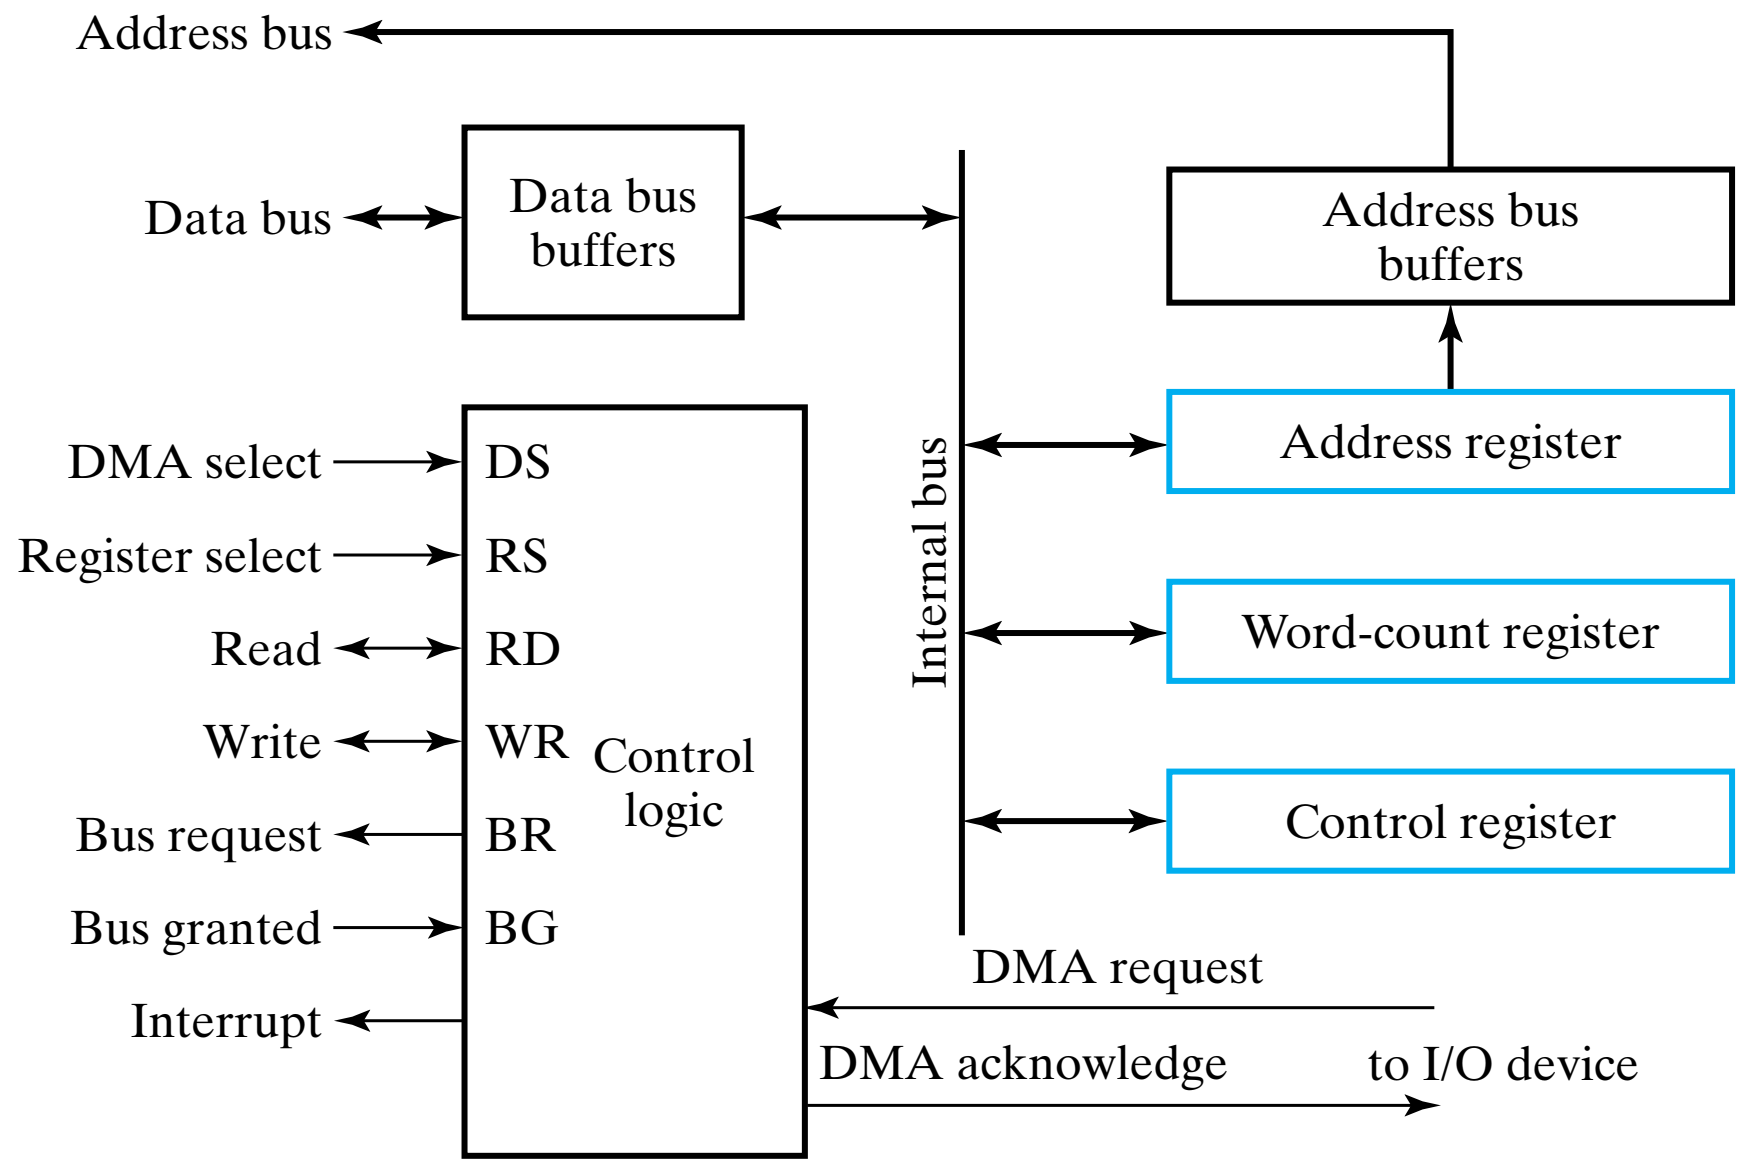 Address bus
Data bus
Data bus
buffers
Address bus
buffers
DMA select
DS
Register select
RS
Read
RD
Write
WR
Bus request
BR
Bus granted
BG
Interrupt
Control
logic
Internal bus
Address register
Word-count register
Control register
DMA request
DMA acknowledge
to I/O device